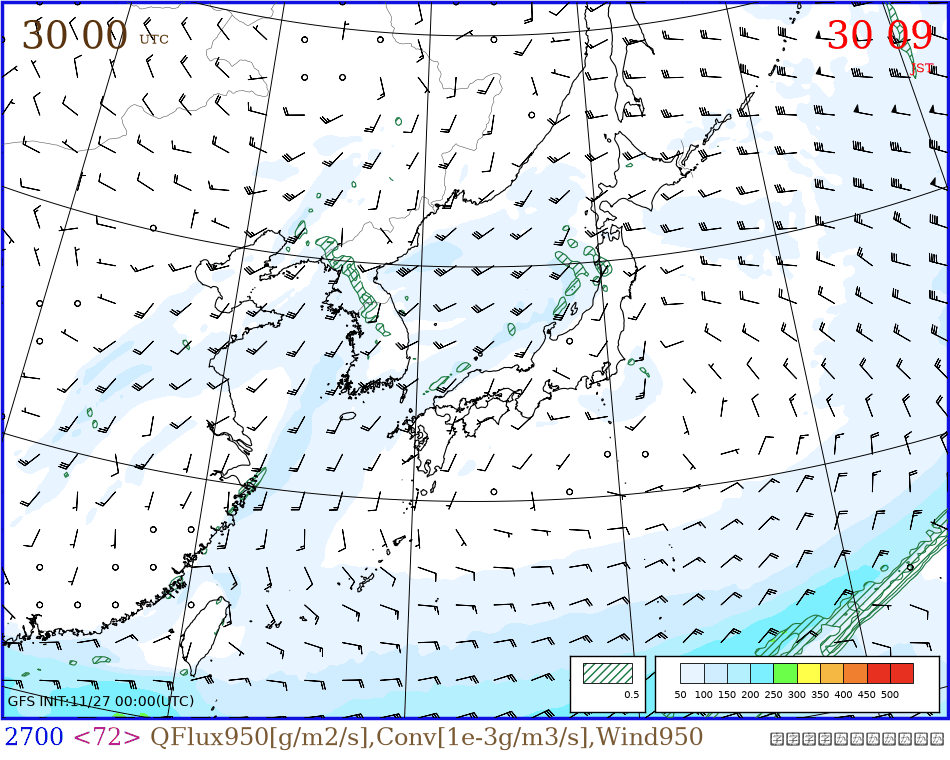 30 00 UTC
30 09
JST
0.5
50 100 150 200 250 300 350 400 450 500
GFS INIT:11/27 00:00(UTC)
2700 <72> QFlux950[g/m2/s],Conv[1e-3g/m3/s],Wind950